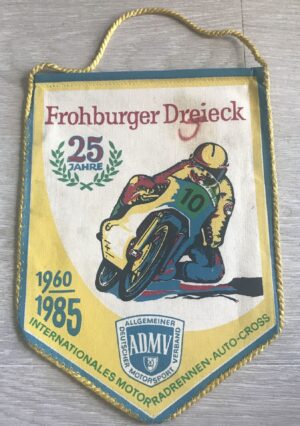 Frohburger Dreieck
25
JAHRE
10
1960
1985
ALLGEMEINER
DEUTSCHER MOTORSPORT VERBAND
ADMV
INTERNATIONALES MOTORRADRENNEN-AUTO-CROSS